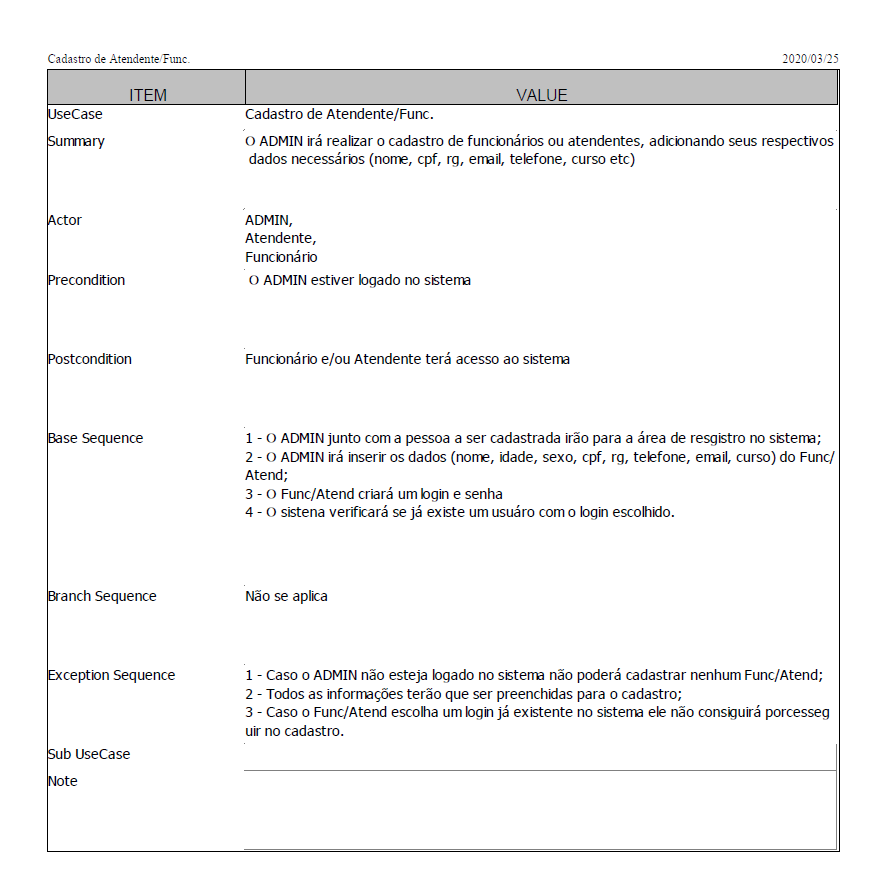 Cadastro de Atendente/Func. 2020/03/25
ITEM VALUE
UseCase Cadastro de Atendente/Func.
Summary O ADMIN irá realizar o cadastro de funcionários ou atendentes, adicionando seus respectivos
dados necessários (nome, cpf, rg, email, telefone, curso etc)
Actor ADMIN,
Atendente,
Funcionário
Precondition O ADMIN estiver logado no sistema
Postcondition Funcionário e/ou Atendente terá acesso ao sistema
Base Sequence 1 - O ADMIN junto com a pessoa a ser cadastrada irão para a área de resgistro no sistema;
2 - O ADMIN irá inserir os dados (nome, idade, sexo, cpf, rg, telefone, email, curso) do Func/
Atend;
3 - O Func/Atend criará um login e senha
4 - O sistena verificará se já existe um usuáro com o login escolhido.
Branch Sequence Não se aplica
Exception Sequence 1 - Caso o ADMIN não esteja logado no sistema não poderá cadastrar nenhum Func/Atend;
2 - Todos as informações terão que ser preenchidas para o cadastro;
3 - Caso o Func/Atend escolha um login já existente no sistema ele não consiguirá porcesseg
uir no cadastro.
Sub UseCase
Note